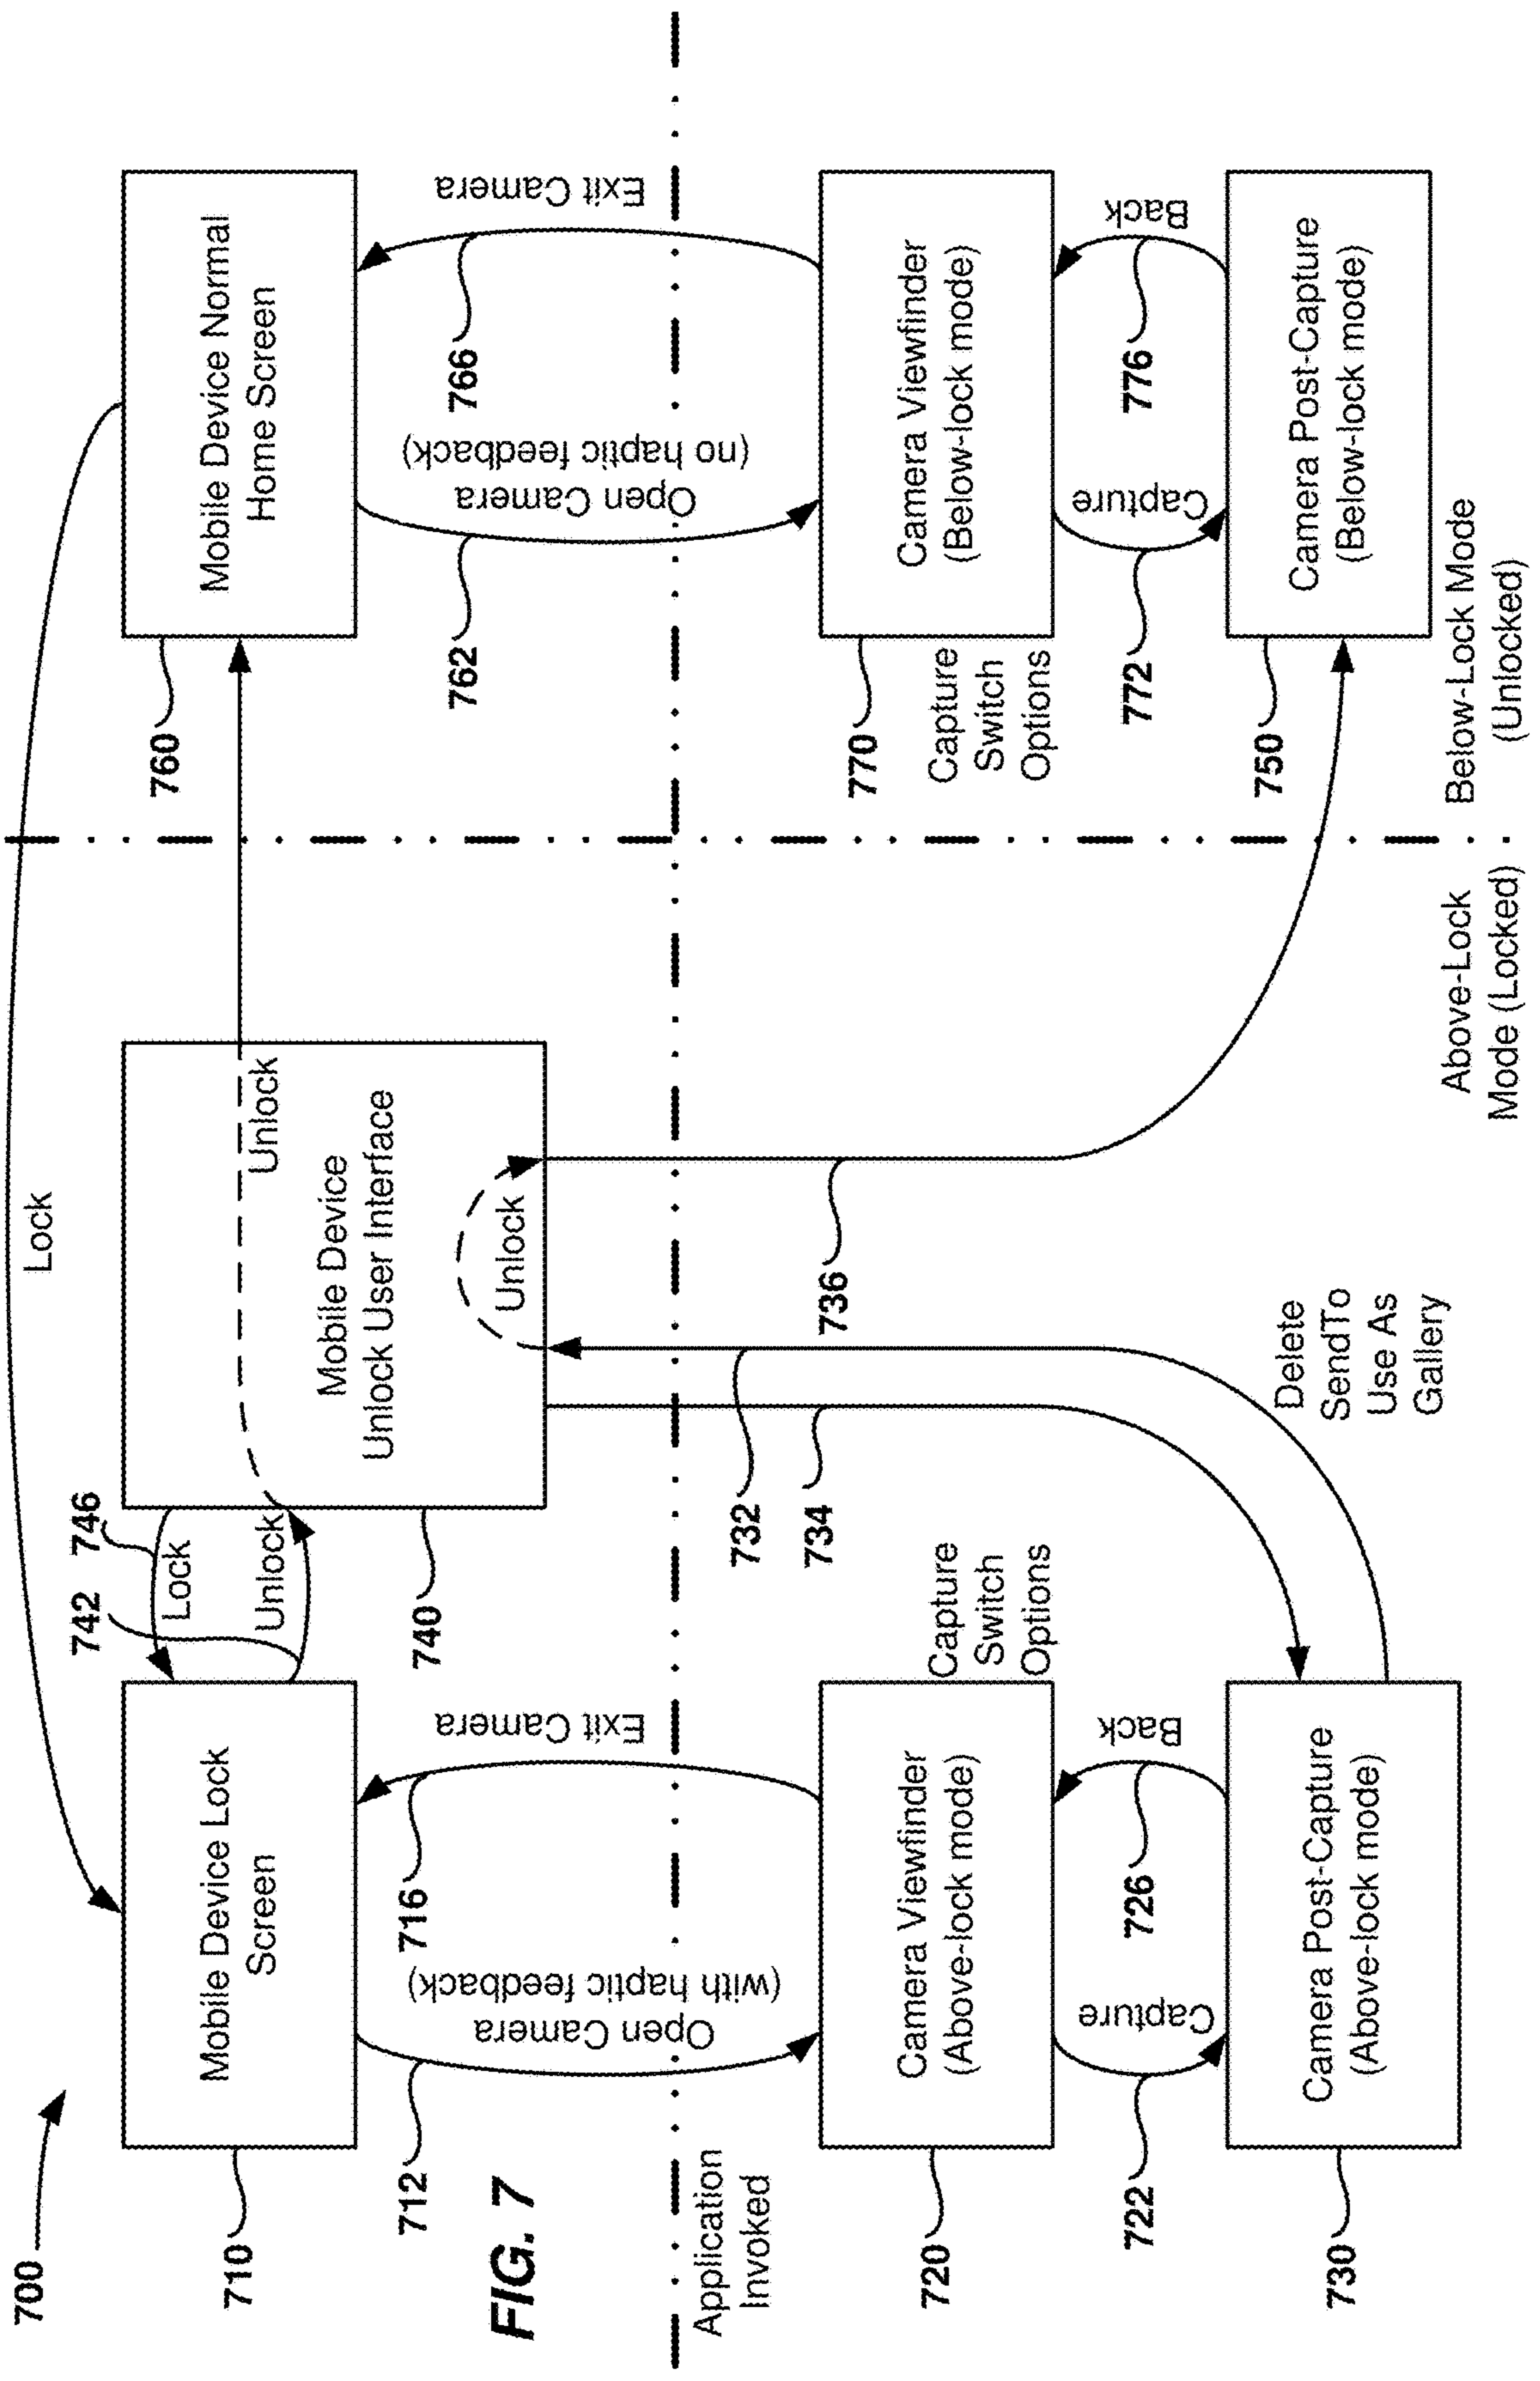 700
Lock
710
Mobile Device Lock
Screen
742
746
Lock
Unlock
740
Unlock
Mobile Device
Unlock User Interface
Unlock
760
Mobile Device Normal
Home Screen
712
Open Camera
(with haptic feedback)
716
Exit Camera
762
Open Camera
(no haptic feedback)
766
Exit Camera
FIG. 7
Application
Invoked
732
734
736
720
Camera Viewfinder
(Above-lock mode)
Capture
Switch
Options
770
Capture
Switch
Options
Camera Viewfinder
(Below-lock mode)
722
Capture
726
Back
772
Capture
776
Back
730
Camera Post-Capture
(Above-lock mode)
Delete
SendTo
Use As
Gallery
750
Camera Post-Capture
(Below-lock mode)
Above-Lock
Mode (Locked)
Below-Lock Mode
(Unlocked)